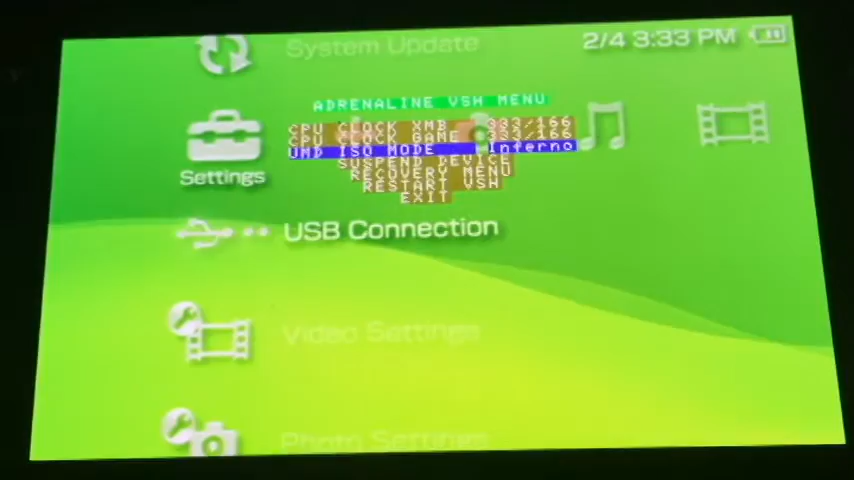 System Update
2/4 3:33 PM
ADRENALINE VSH MENU
CPU CLOCK XMB 333/166
CPU CLOCK GAME 333/166
UMD ISO MODE Inferno
SUSPEND DEVICE
RECOVERY MENU
RESTART VSH
EXIT
Settings
USB Connection
Video Settings
Photo Settings